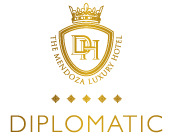 THE MENDOZA LUXURY HOTEL
DH
DIPLOMATIC